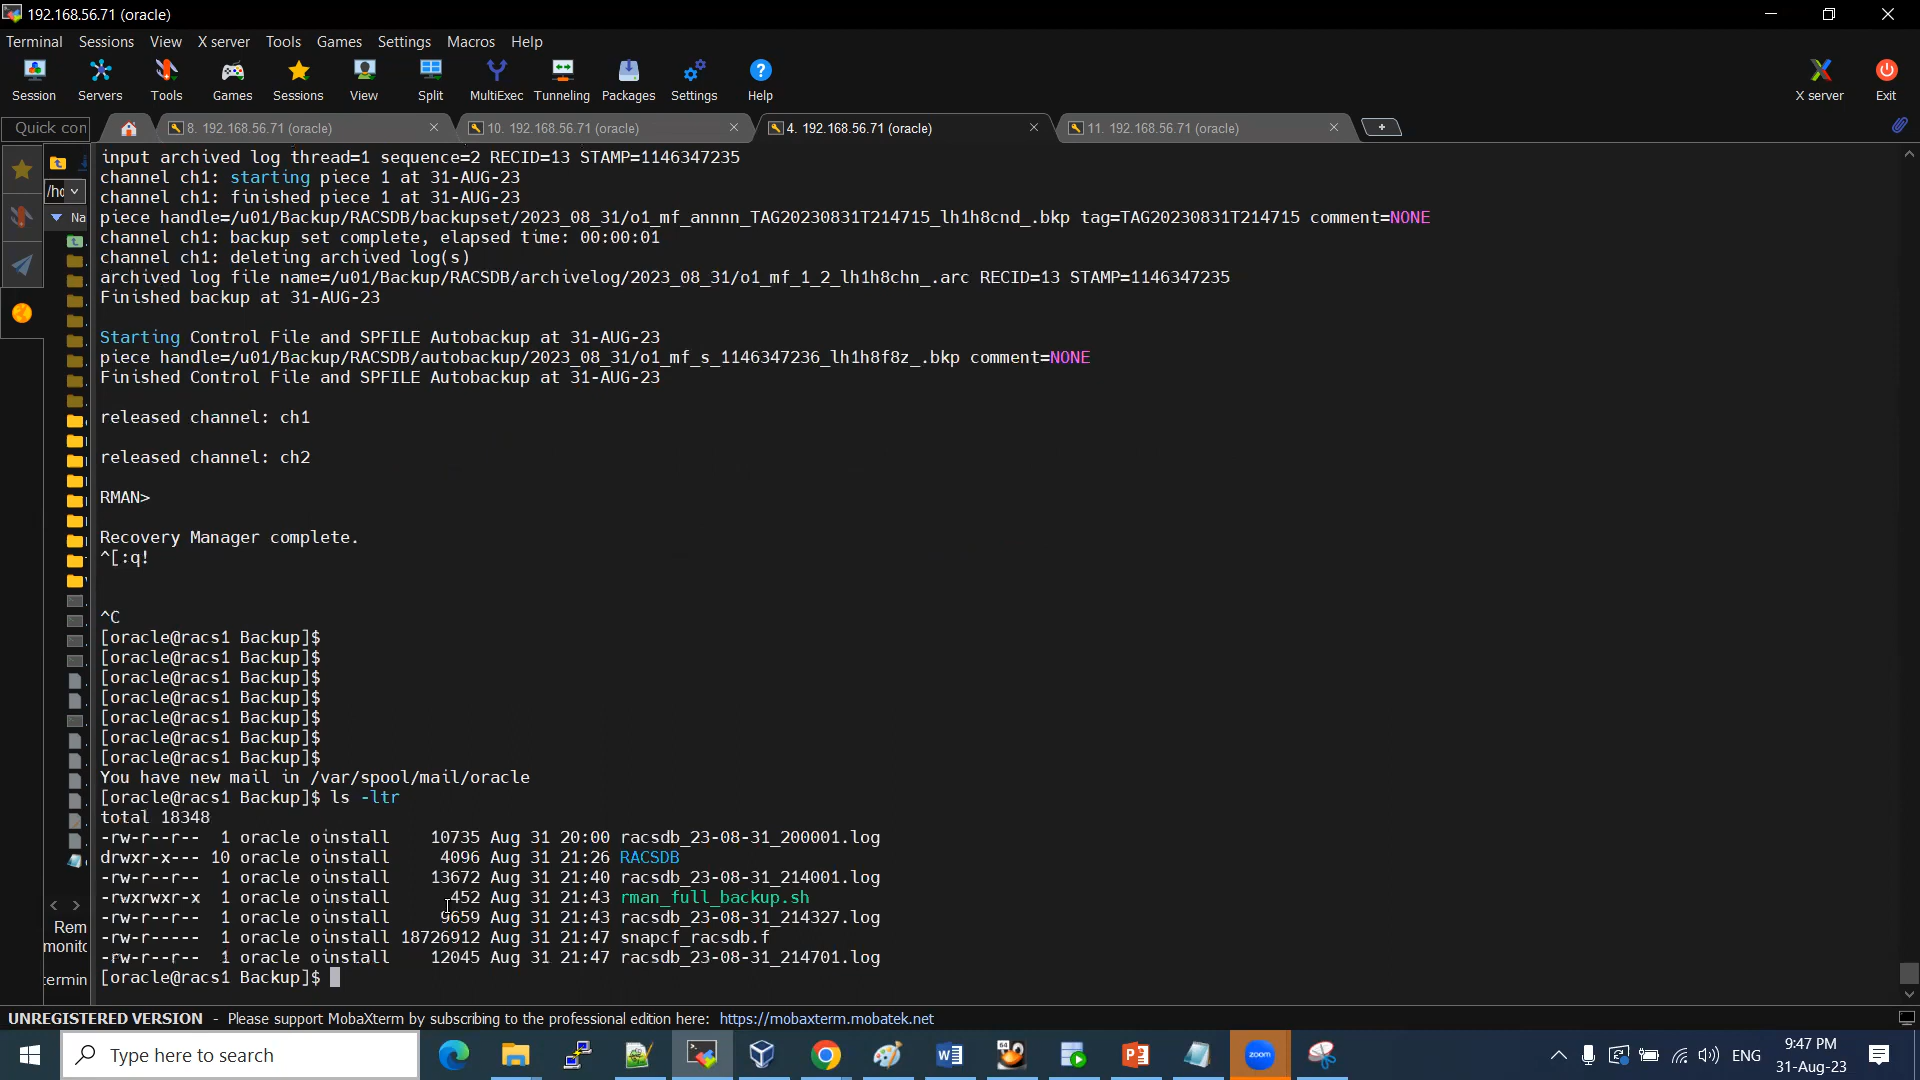 192.168.56.71 (oracle)
Terminal Sessions View X server Tools Games Settings Macros Help
Session Servers Tools Games Sessions View Split MultiExec Tunneling Packages Settings Help X server Exit
Quick con 8. 192.168.56.71 (oracle) 10. 192.168.56.71 (oracle) 4. 192.168.56.71 (oracle) 11. 192.168.56.71 (oracle)
/ho
Na
input archived log thread=1 sequence=2 RECID=13 STAMP=1146347235
channel ch1: starting piece 1 at 31-AUG-23
channel ch1: finished piece 1 at 31-AUG-23
piece handle=/u01/Backup/RACSDB/backupset/2023_08_31/o1_mf_annnn_TAG20230831T214715_lh1h8cnd_.bkp tag=TAG20230831T214715 comment=NONE
channel ch1: backup set complete, elapsed time: 00:00:01
channel ch1: deleting archived log(s)
archived log file name=/u01/Backup/RACSDB/archivelog/2023_08_31/o1_mf_1_2_lh1h8chn_.arc RECID=13 STAMP=1146347235
Finished backup at 31-AUG-23
Starting Control File and SPFILE Autobackup at 31-AUG-23
piece handle=/u01/Backup/RACSDB/autobackup/2023_08_31/o1_mf_s_1146347236_lh1h8f8z_.bkp comment=NONE
Finished Control File and SPFILE Autobackup at 31-AUG-23
released channel: ch1
released channel: ch2
RMAN>
Recovery Manager complete.
^[:q!
^C
[oracle@racs1 Backup]$
[oracle@racs1 Backup]$
[oracle@racs1 Backup]$
[oracle@racs1 Backup]$
[oracle@racs1 Backup]$
[oracle@racs1 Backup]$
[oracle@racs1 Backup]$
You have new mail in /var/spool/mail/oracle
[oracle@racs1 Backup]$ ls -ltr
total 18348
-rw-r--r-- 1 oracle oinstall 10735 Aug 31 20:00 racsdb_23-08-31_200001.log
drwxr-x--- 10 oracle oinstall 4096 Aug 31 21:26 RACSDB
-rw-r--r-- 1 oracle oinstall 13672 Aug 31 21:40 racsdb_23-08-31_214001.log
-rwxrwxr-x 1 oracle oinstall 452 Aug 31 21:43 rman_full_backup.sh
-rw-r--r-- 1 oracle oinstall 9659 Aug 31 21:43 racsdb_23-08-31_214327.log
-rw-r----- 1 oracle oinstall 18726912 Aug 31 21:47 snapcf_racsdb.f
-rw-r--r-- 1 oracle oinstall 12045 Aug 31 21:47 racsdb_23-08-31_214701.log
[oracle@racs1 Backup]$
Rem
monito
ermin
UNREGISTERED VERSION - Please support MobaXterm by subscribing to the professional edition here: https://mobaxterm.mobatek.net
Type here to search
zoom
ENG
9:47 PM
31-Aug-23